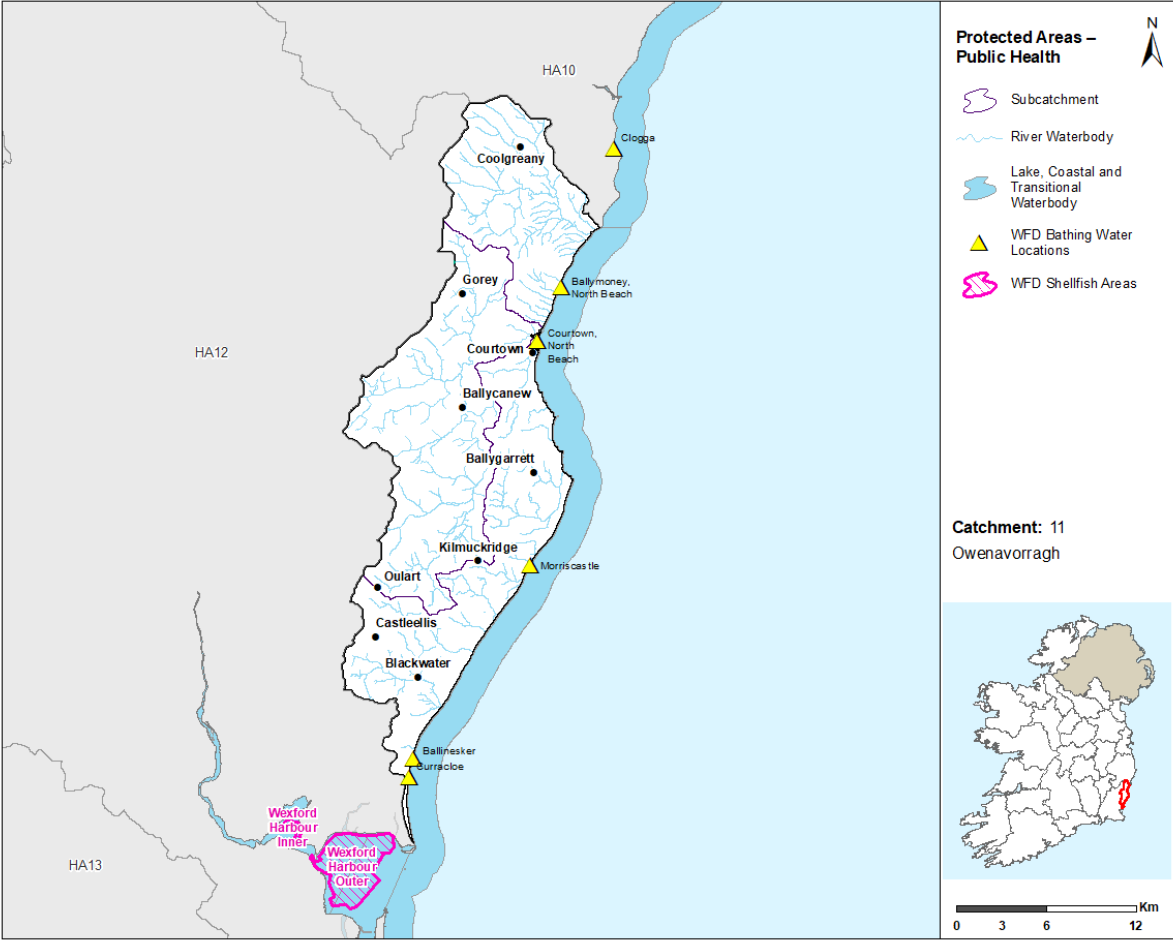 HA10
Clogga
Coolgreany
Gorey
Ballymoney,
North Beach
Courtown,
North
Beach
HA12
Courtown
Ballycanew
Ballygarrett
Kilmuckridge
Morriscastle
Oulart
Castleellis
Blackwater
Ballinesker
Curracloe
Wexford
Harbour
Inner
Wexford
Harbour
Outer
HA13
Protected Areas –
Public Health
N
Subcatchment
River Waterbody
Lake, Coastal and
Transitional
Waterbody
WFD Bathing Water
Locations
WFD Shellfish Areas
Catchment: 11
Owenavorragh
Km
0 3 6 12